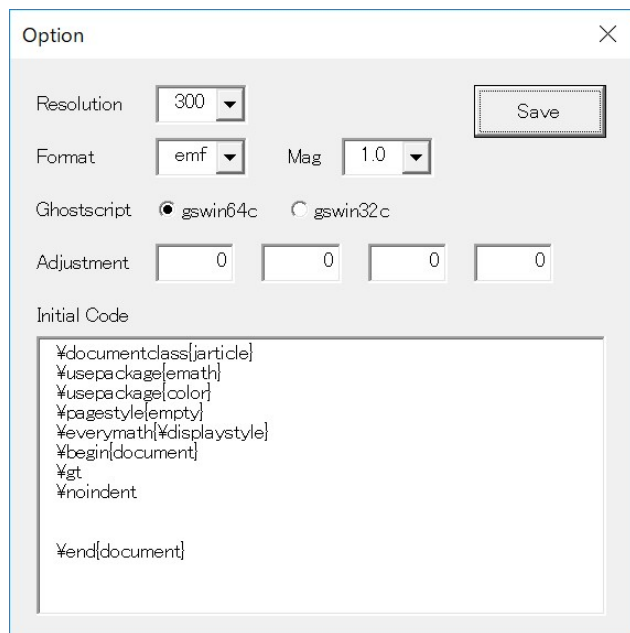 Option
Resolution 300 Save
Format emf Mag 1.0
Ghostscript gswin64c gswin32c
Adjustment 0 0 0 0
Initial Code
¥documentclass{jarticle}
¥usepackage{emath}
¥usepackage{color}
¥pagestyle{empty}
¥everymath{¥displaystyle}
¥begin{document}
¥gt
¥noindent
¥end{document}